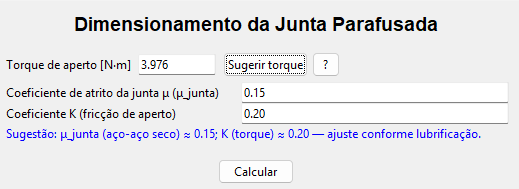 Dimensionamento da Junta Parafusada
Torque de aperto [N·m] 3.976 Sugerir torque ?
Coeficiente de atrito da junta μ (μ_junta) 0.15
Coeficiente K (fricção de aperto) 0.20
Sugestão: μ_junta (aço-aço seco) ≈ 0.15; K (torque) ≈ 0.20 — ajuste conforme lubrificação.
Calcular